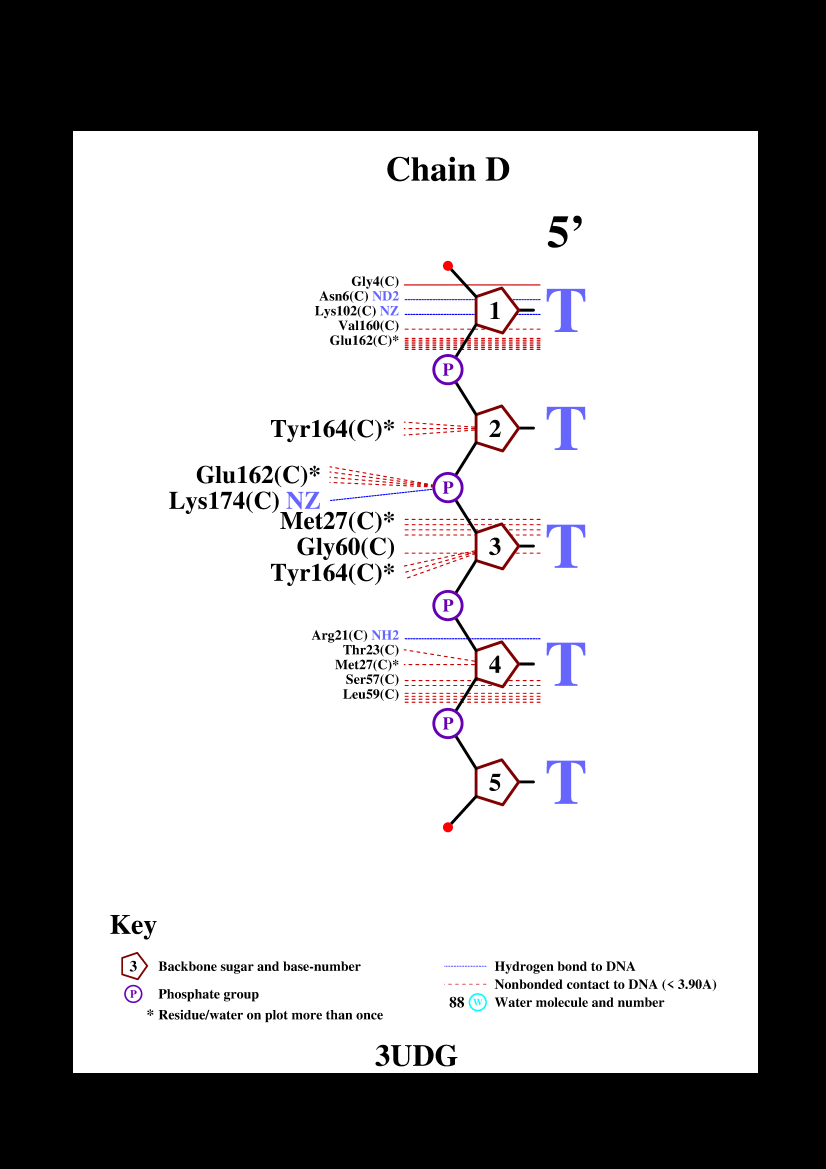 Chain D
5’
Gly4(C)
Asn6(C) ND2
Lys102(C) NZ
Val160(C)
Glu162(C)*
1
T
P
Tyr164(C)*
2
T
Glu162(C)*
Lys174(C) NZ
P
Met27(C)*
Gly60(C)
Tyr164(C)*
3
T
P
Arg21(C) NH2
Thr23(C)
Met27(C)*
Ser57(C)
Leu59(C)
4
T
P
5
T
Key
3 Backbone sugar and base-number
P Phosphate group
* Residue/water on plot more than once
Hydrogen bond to DNA
Nonbonded contact to DNA (< 3.90A)
88 W Water molecule and number
3UDG